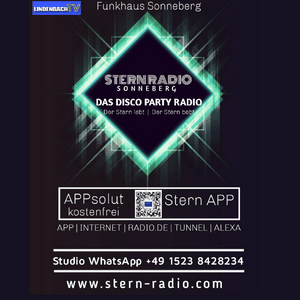 LINDENBACH TV
Funkhaus Sonneberg
STERNRADIO
SONNEBERG
DAS DISCO PARTY RADIO
Der Stern lebt | Der Stern bebt
APPsolut
kostenfrei
Stern APP
APP | INTERNET | RADIO.DE | TUNNEL | ALEXA
Studio WhatsApp +49 1523 8428234
www.stern-radio.com